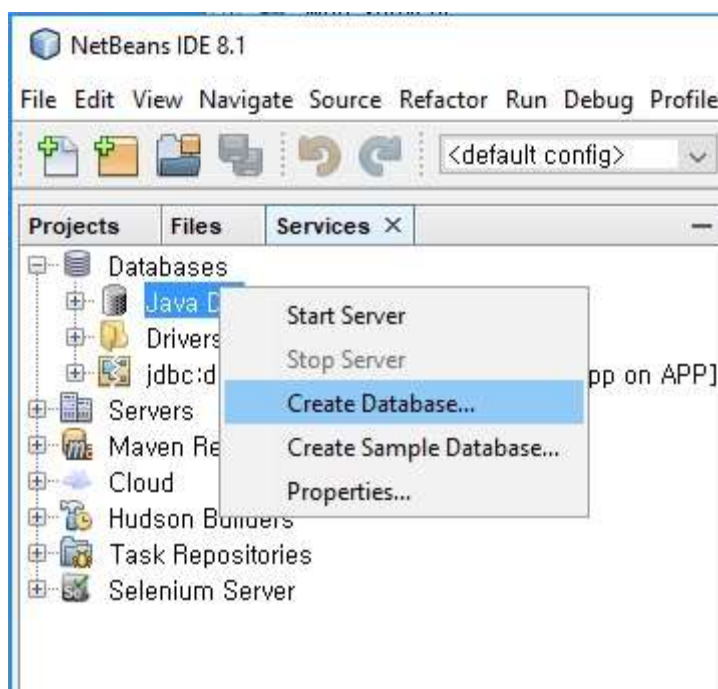 NetBeans IDE 8.1
File Edit View Navigate Source Refactor Run Debug Profile
<default config>
Projects Files Services
Databases
Java
Start Server
Drivers
Stop Server
pp on APP]
Create Database...
Servers
Create Sample Database...
Maven Re
Cloud
Properties...
Hudson Builders
Task Repositories
Selenium Server